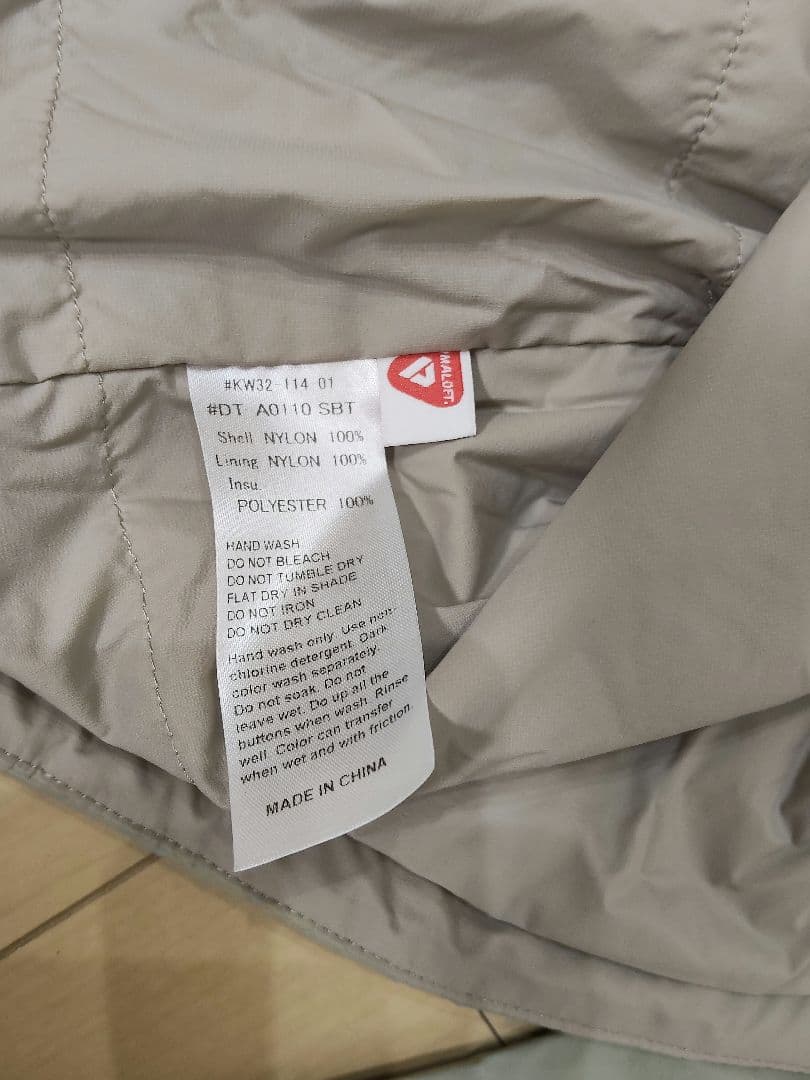 #KW32-114 01
#DT A0110 SBT
Shell NYLON 100%
Lining NYLON 100%
Insu.
POLYESTER 100%
HAND WASH
DO NOT BLEACH
DO NOT TUMBLE DRY
FLAT DRY IN SHADE
DO NOT IRON
DO NOT DRY CLEAN
Hand wash only. Use non-
chlorine detergent. Dark
color wash separately.
Do not soak. Do not
leave wet. Do up all the
buttons when wash. Rinse
well. Color can transfer
when wet and with friction.
MADE IN CHINA
MALOFT.